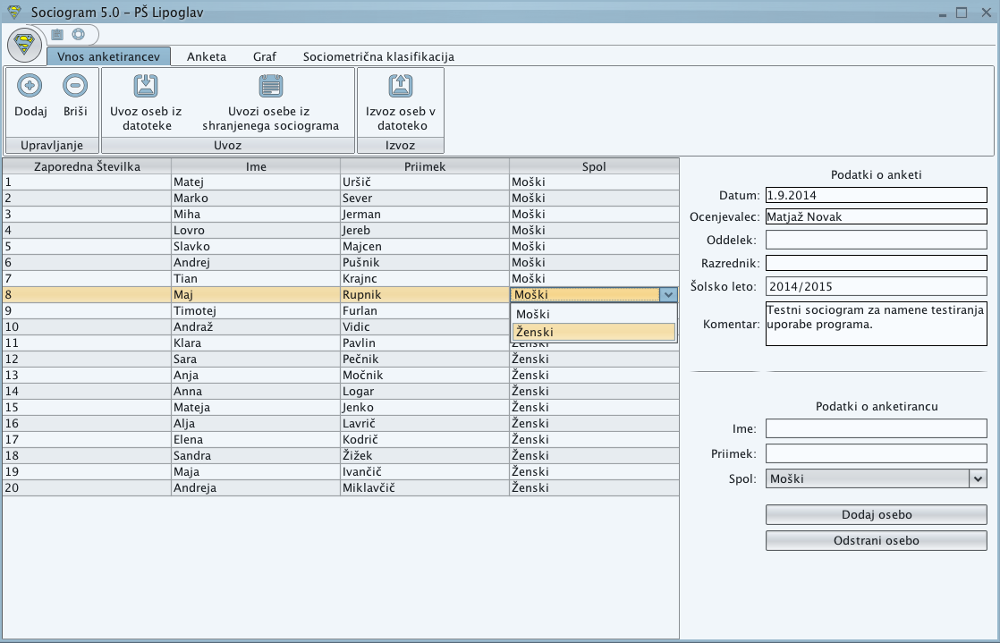 Sociogram 5.0 – PŠ Lipoglav
Vnos anketirancev Anketa Graf Sociometrična klasifikacija
Dodaj Briši Uvoz oseb iz datoteke Uvozi osebe iz shranjenega sociograma Izvoz oseb v datoteko
Upravljanje Uvoz Izvoz
Zaporedna Številka Ime Priimek Spol
1 Matej Uršič Moški
2 Marko Sever Moški
3 Miha Jerman Moški
4 Lovro Jereb Moški
5 Slavko Majcen Moški
6 Andrej Pušnik Moški
7 Tian Krajnc Moški
8 Maj Rupnik Moški
9 Timotej Furlan
Moški
10 Andraž Vidic
Ženski
11 Klara Pavlin Ženski
12 Sara Pečnik Ženski
13 Anja Močnik Ženski
14 Anna Logar Ženski
15 Mateja Jenko Ženski
16 Alja Lavrič Ženski
17 Elena Kodrič Ženski
18 Sandra Žižek Ženski
19 Maja Ivančič Ženski
20 Andreja Miklavčič Ženski
Podatki o anketi
Datum: 1.9.2014
Ocenjevalec: Matjaž Novak
Oddelek:
Razrednik:
Šolsko leto: 2014/2015
Komentar: Testni sociogram za namene testiranja
uporabe programa.
Podatki o anketirancu
Ime:
Priimek:
Spol: Moški
Dodaj osebo
Odstrani osebo